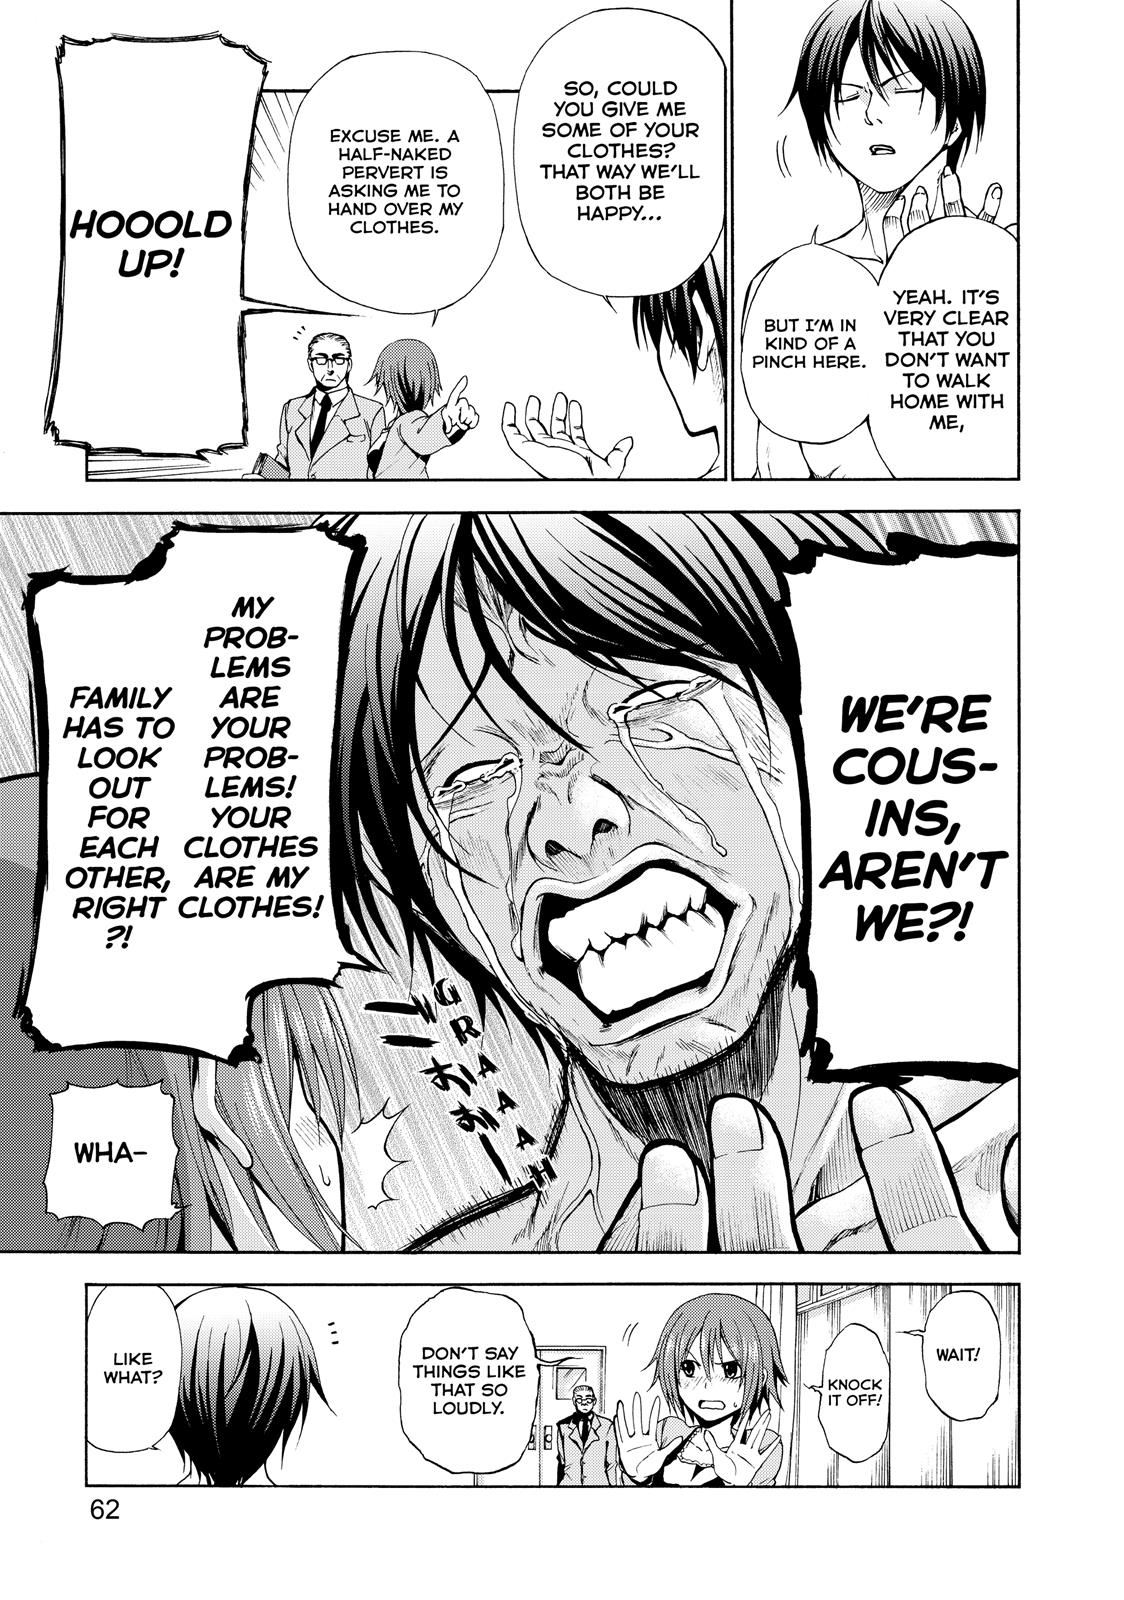 YEAH. IT'S
VERY CLEAR
THAT YOU
DON'T WANT
TO WALK
HOME WITH
ME,
BUT I'M IN
KIND OF A
PINCH HERE.
SO, COULD
YOU GIVE ME
SOME OF YOUR
CLOTHES?
THAT WAY WE'LL
BOTH BE
HAPPY...
EXCUSE ME. A
HALF-NAKED
PERVERT IS
ASKING ME TO
HAND OVER MY
CLOTHES.
HOOOLD
UP!
WE'RE
COUS-
INS,
AREN'T
WE?!
MY
PROB-
LEMS
ARE
YOUR
PROB-
LEMS!
YOUR
CLOTHES
ARE MY
CLOTHES!
FAMILY
HAS TO
LOOK
OUT
FOR
EACH
OTHER,
RIGHT
?!
GRAAAAAH
WHA-
WAIT!
KNOCK
IT OFF!
DON'T SAY
THINGS LIKE
THAT SO
LOUDLY.
LIKE
WHAT?
62